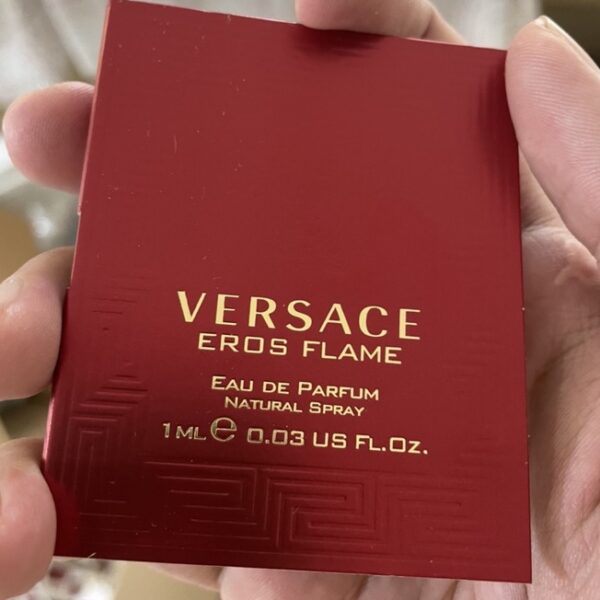 VERSACE
EROS FLAME
EAU DE PARFUM
NATURAL SPRAY
1 ML ℮ 0.03 US FL.OZ.